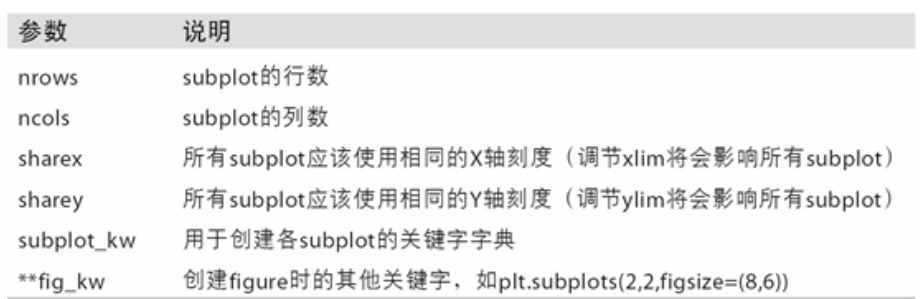 参数 说明
nrows subplot的行数
ncols subplot的列数
sharex 所有subplot应该使用相同的X轴刻度（调节xlim将会影响所有subplot）
sharey 所有subplot应该使用相同的Y轴刻度（调节ylim将会影响所有subplot）
subplot_kw 用于创建各subplot的关键字字典
**fig_kw 创建figure时的其他关键字，如plt.subplots(2,2,figsize=(8,6))